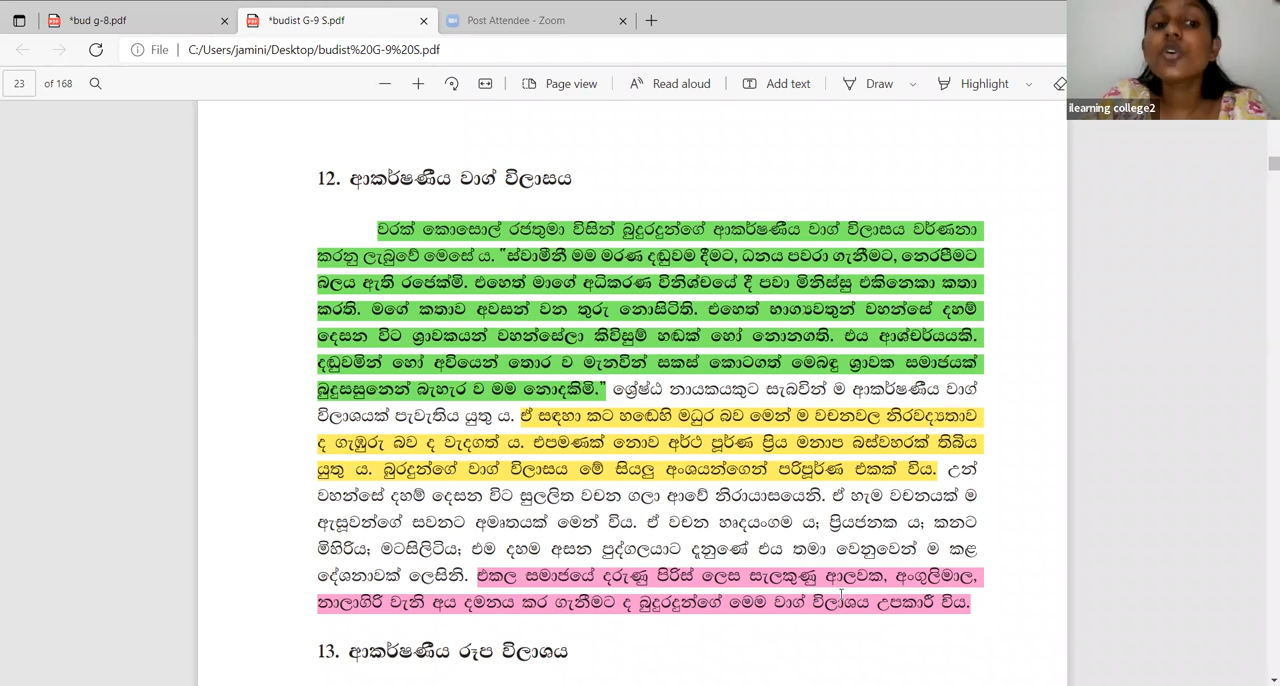 *bud g-8.pdf
*budist G-9 S.pdf
Post Attendee - Zoom
File C:/Users/jamini/Desktop/budist%20G-9%20S.pdf
23 of 168 Page view Read aloud Add text Draw Highlight
ilearning college2
12. ආකර්ෂණීය වාග් විලාසය
වරක් කොසොල් රජතුමා විසින් බුදුරදුන්ගේ ආකර්ෂණීය වාග් විලාසය වර්ණනා
කරනු ලැබුවේ මෙසේ ය. "ස්වාමීනී මම මරණ දඬුවම දීමට, ධනය පවරා ගැනීමට, නෙරපීමට
බලය ඇති රජෙක්මි. එහෙත් මාගේ අධිකරණ විනිශ්චයේ දී පවා මිනිස්සු එකිනෙකා කතා
කරති. මගේ කතාව අවසන් වන තුරු නොසිටිති. එහෙත් භාග්‍යවතුන් වහන්සේ දහම්
දෙසන විට ශ්‍රාවකයන් වහන්සේලා කිවිසුම් හඬක් හෝ නොනගති. එය ආශ්චර්යයකි.
දඬුවමින් හෝ අවියෙන් තොර ව මැනවින් සකස් කොටගත් මෙබඳු ශ්‍රාවක සමාජයක්
බුදුසසුනෙන් බැහැර ව මම නොදකිමි." ශ්‍රේෂ්ඨ නායකයකුට සැබවින් ම ආකර්ෂණීය වාග්
විලාශයක් පැවැතිය යුතු ය. ඒ සඳහා කට හඬෙහි මධුර බව මෙන් ම වචනවල නිරවද්‍යතාව
ද ගැඹුරු බව ද වැදගත් ය. එපමණක් නොව අර්ථ පූර්ණ ප්‍රිය මනාප බස්වහරක් තිබිය
යුතු ය. බුරදුන්ගේ වාග් විලාසය මේ සියලු අංශයන්ගෙන් පරිපූර්ණ එකක් විය. උන්
වහන්සේ දහම් දෙසන විට සුලලිත වචන ගලා ආවේ නිරායාසයෙනි. ඒ හැම වචනයක් ම
ඇසූවන්ගේ සවනට අමෘතයක් මෙන් විය. ඒ වචන හෘදයංගම ය; ප්‍රියජනක ය; කනට
මිහිරිය; මටසිලිටිය; එම දහම අසන පුද්ගලයාට දැනුණේ එය තමා වෙනුවෙන් ම කළ
දේශනාවක් ලෙසිනි. එකල සමාජයේ දරුණු පිරිස් ලෙස සැලකුණු ආලවක, අංගුලිමාල,
නාලාගිරි වැනි අය දමනය කර ගැනීමට ද බුදුරදුන්ගේ මෙම වාග් විලාශය උපකාරී විය.
13. ආකර්ෂණීය රූප විලාශය